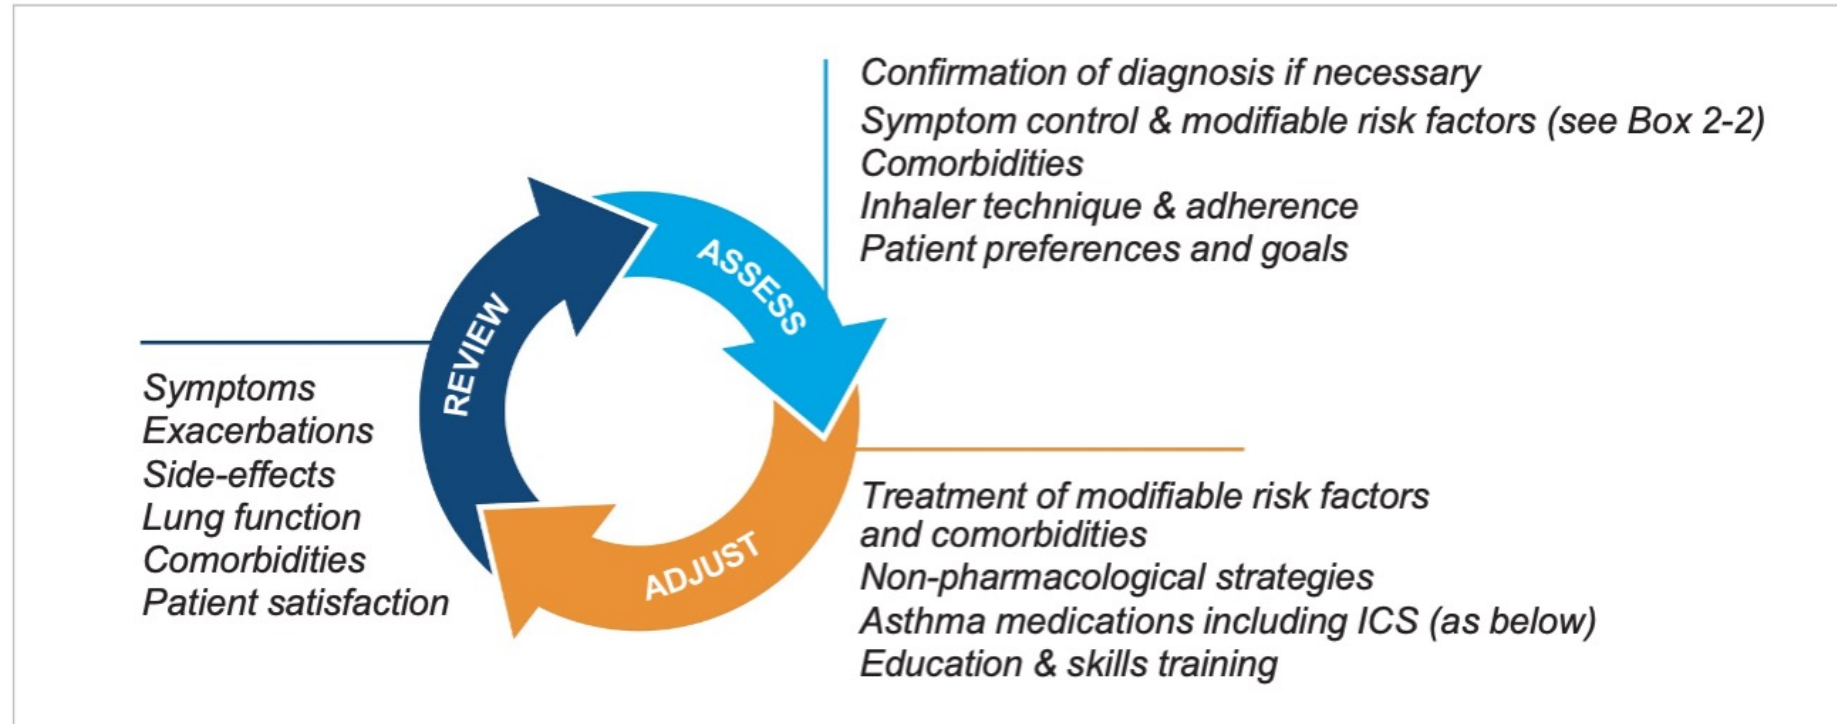 Confirmation of diagnosis if necessary
Symptom control & modifiable risk factors (see Box 2-2)
Comorbidities
Inhaler technique & adherence
Patient preferences and goals
ASSESS
REVIEW
Symptoms
Exacerbations
Side-effects
Lung function
Comorbidities
Patient satisfaction
ADJUST
Treatment of modifiable risk factors
and comorbidities
Non-pharmacological strategies
Asthma medications including ICS (as below)
Education & skills training